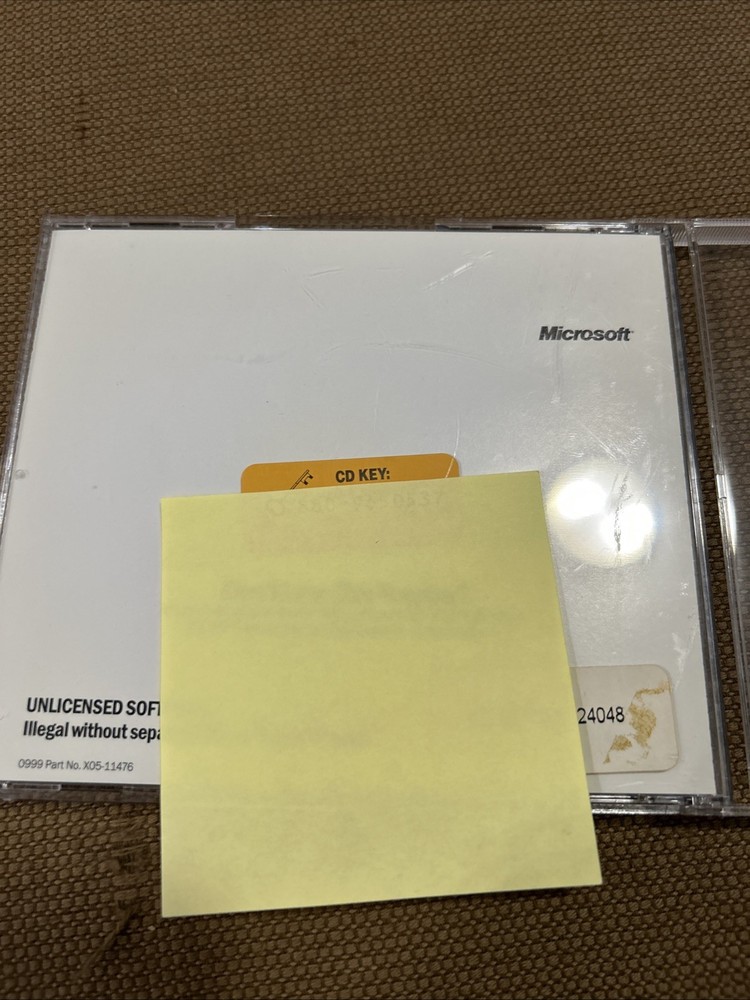 Microsoft
CD KEY:
UNLICENSED SOFT
Illegal without sepa
24048
0999 Part No. X05-11476